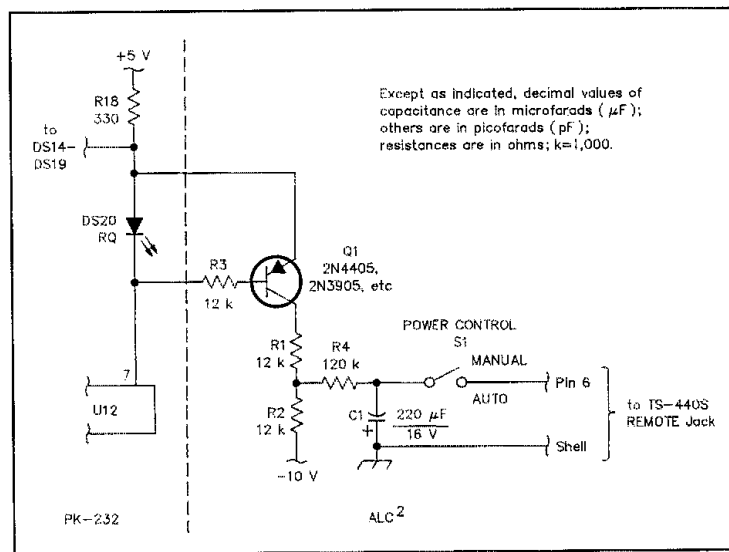 +5 V
R18
330
to
DS14-
DS19
Except as indicated, decimal values of
capacitance are in microfarads ( µF);
others are in picofarads ( pF);
resistances are in ohms; k=1,000.
DS20
RQ
R3
12 k
Q1
2N4405,
2N3905, etc
7
U12
R1
12 k
R4
120 k
R2
12 k
-10 V
C1
+
220 µF
16 V
POWER CONTROL
S1
MANUAL
AUTO
Pin 6
Shell
to TS-440S
REMOTE Jack
PK-232
ALC2